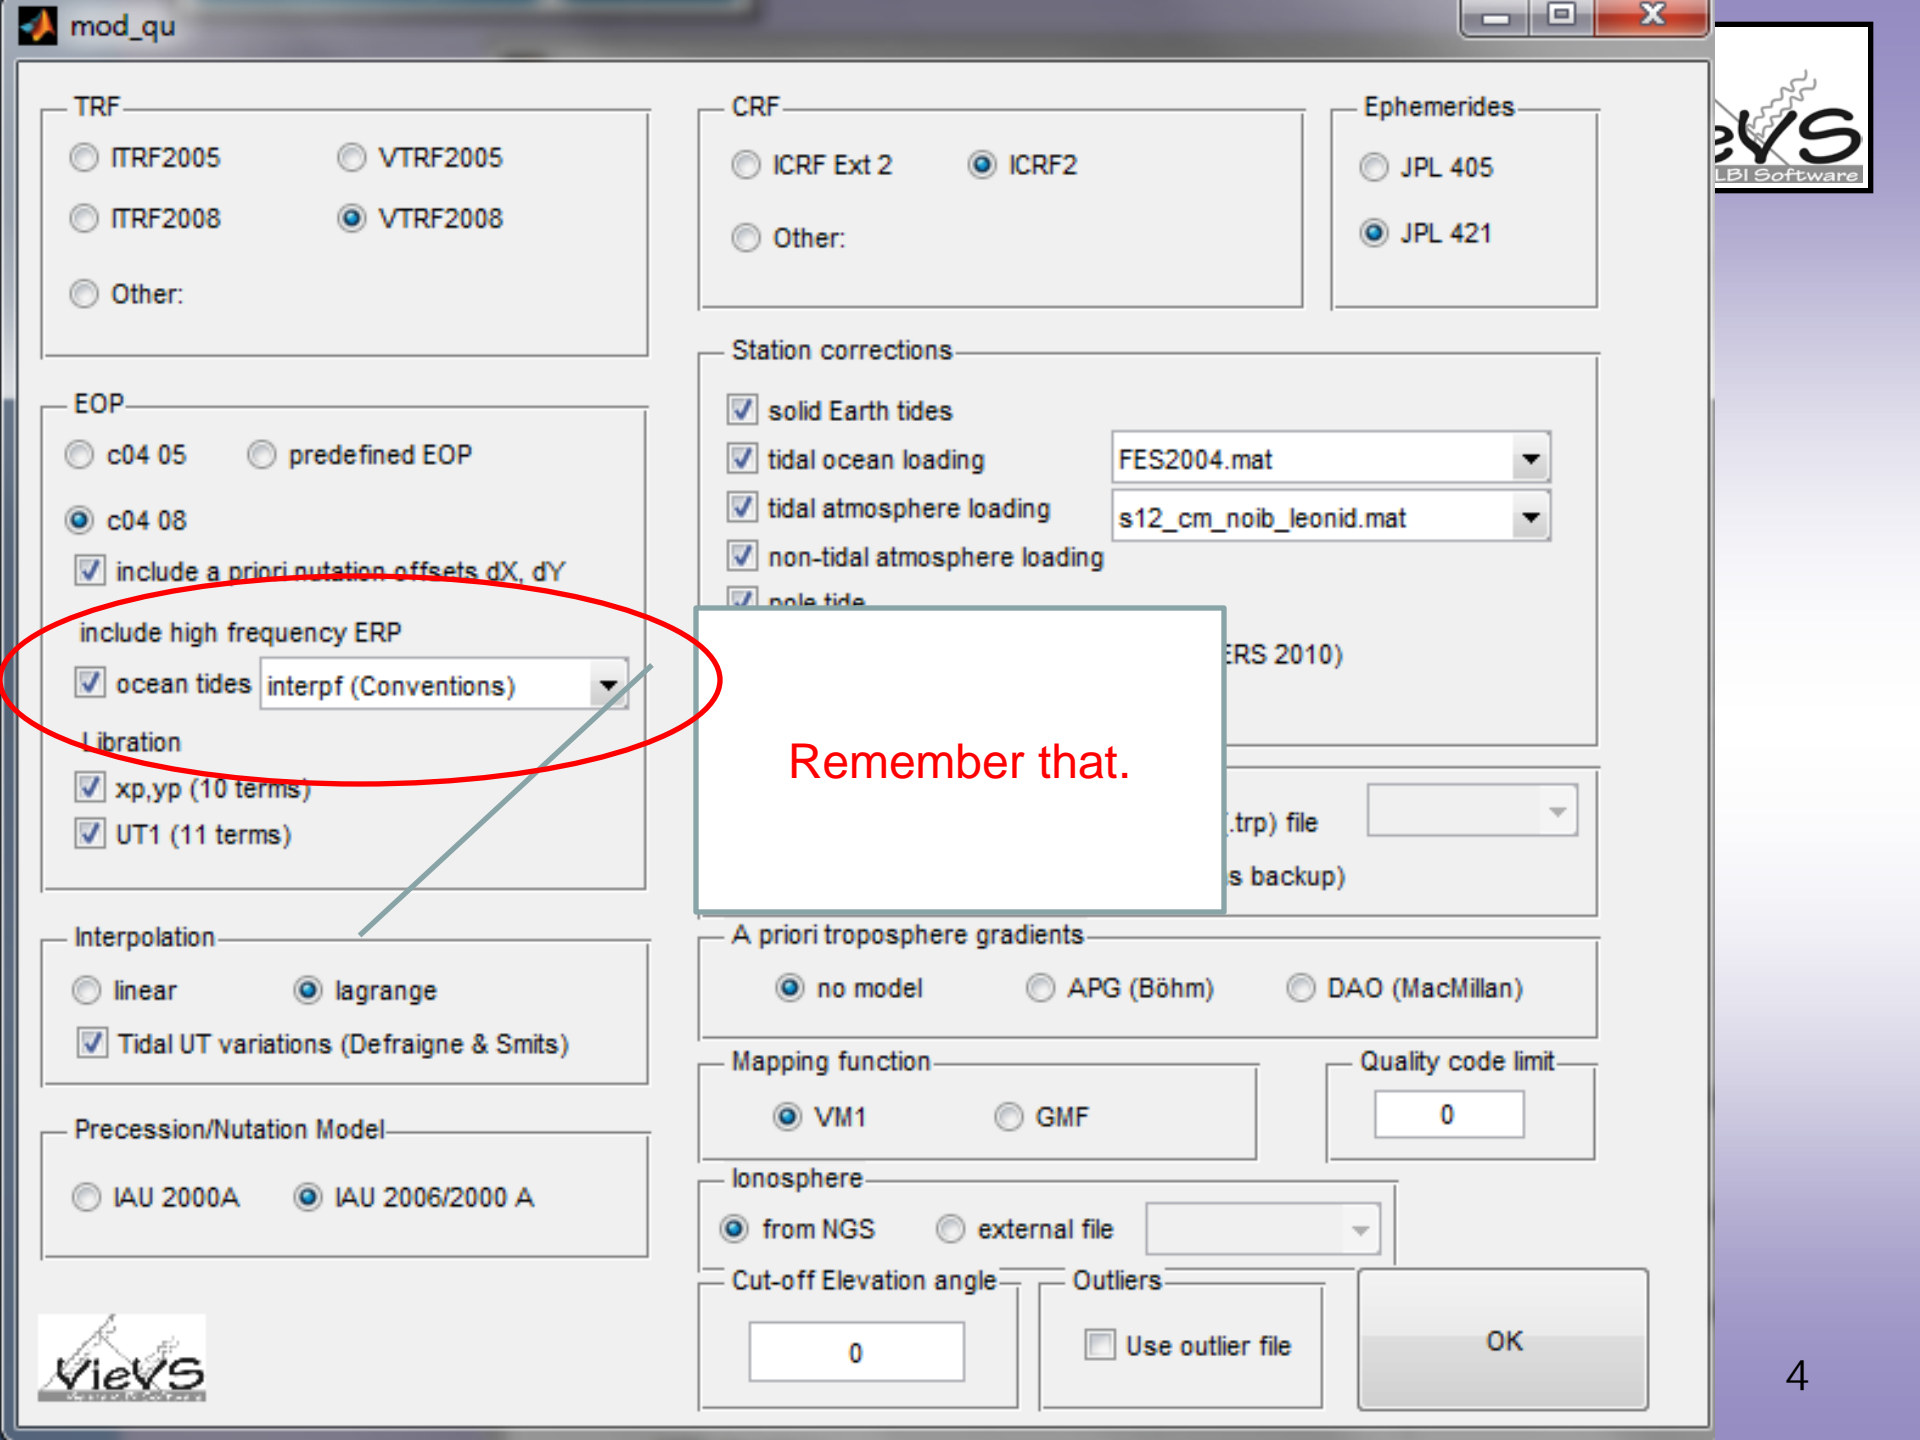 mod_qu
TRF
ITRF2005
VTRF2005
ITRF2008
VTRF2008
Other:
CRF
ICRF Ext 2
ICRF2
Other:
Ephemerides
JPL 405
JPL 421
EOP
c04 05
predefined EOP
c04 08
include a priori nutation offsets dX, dY
include high frequency ERP
ocean tides
interpf (Conventions)
Libration
xp,yp (10 terms)
UT1 (11 terms)
Station corrections
solid Earth tides
tidal ocean loading
FES2004.mat
tidal atmosphere loading
s12_cm_noib_leonid.mat
non-tidal atmosphere loading
pole tide
ERS 2010)
Remember that.
.trp) file
s backup)
Interpolation
linear
lagrange
Tidal UT variations (Defraigne & Smits)
A priori troposphere gradients
no model
APG (Böhm)
DAO (MacMillan)
Mapping function
VM1
GMF
Quality code limit
0
Precession/Nutation Model
IAU 2000A
IAU 2006/2000 A
Ionosphere
from NGS
external file
Cut-off Elevation angle
0
Outliers
Use outlier file
OK
VieVS
eVS
LBI Software
4